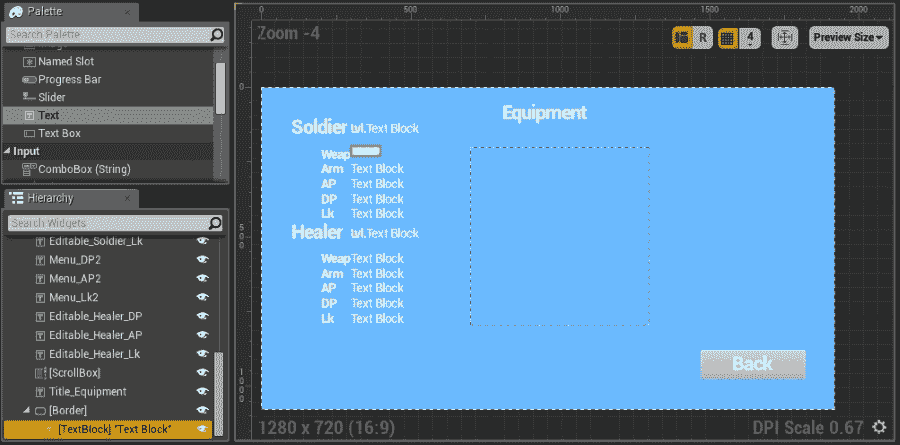 Palette
Search Palette
Image
Named Slot
Progress Bar
Slider
Text
Text Box
Input
ComboBox (String)
Hierarchy
Search Widgets
Editable_Soldier_Lk
Menu_DP2
Menu_AP2
Menu_Lk2
Editable_Healer_DP
Editable_Healer_AP
Editable_Healer_Lk
[ScrollBox]
Title_Equipment
[Border]
[TextBlock] "Text Block"
0 500 1000 1500 2000
Zoom -4
R 4 Preview Size
0
500
1000
Equipment
Soldier lvl.Text Block
Weap
Arm Text Block
AP Text Block
DP Text Block
Lk Text Block
Healer lvl.Text Block
Weap Text Block
Arm Text Block
AP Text Block
DP Text Block
Lk Text Block
Back
1280 x 720 (16:9)
DPI Scale 0.67